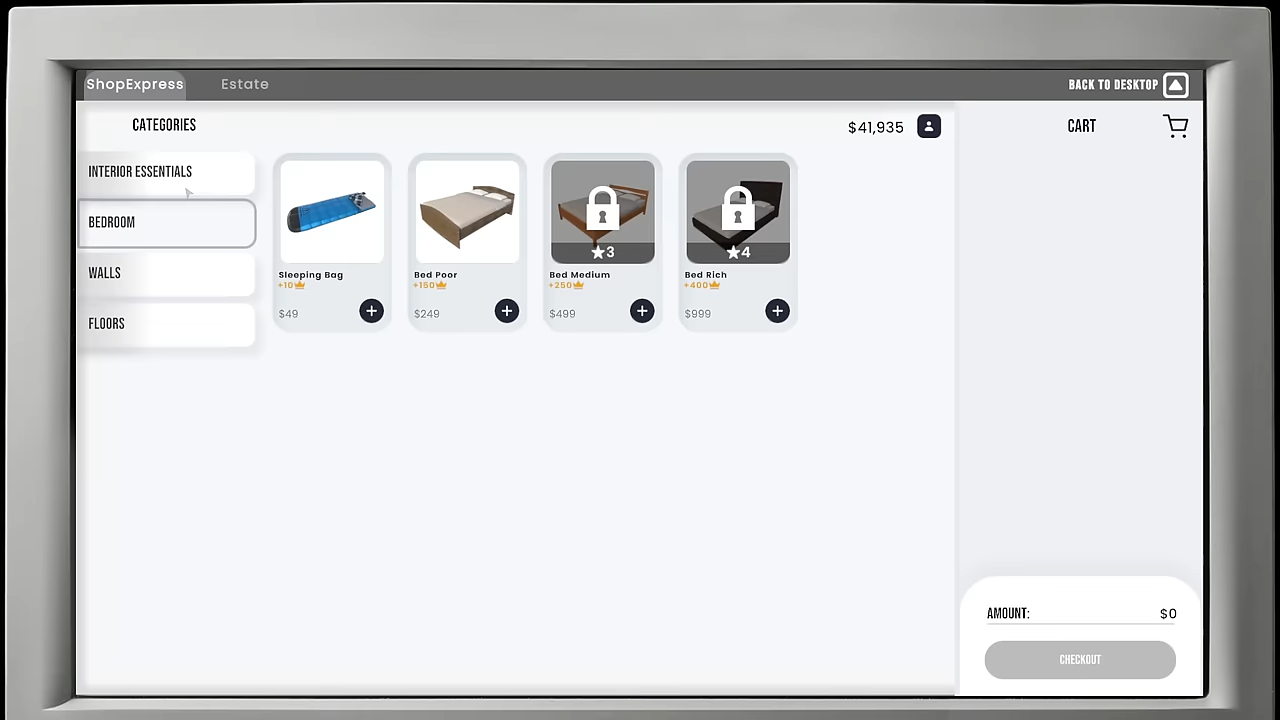 ShopExpress
Estate
BACK TO DESKTOP
CATEGORIES
$41,935
CART
INTERIOR ESSENTIALS
BEDROOM
WALLS
FLOORS
Sleeping Bag
+10
$49
Bed Poor
+150
$249
3
Bed Medium
+250
$499
4
Bed Rich
+400
$999
AMOUNT:
$0
CHECKOUT